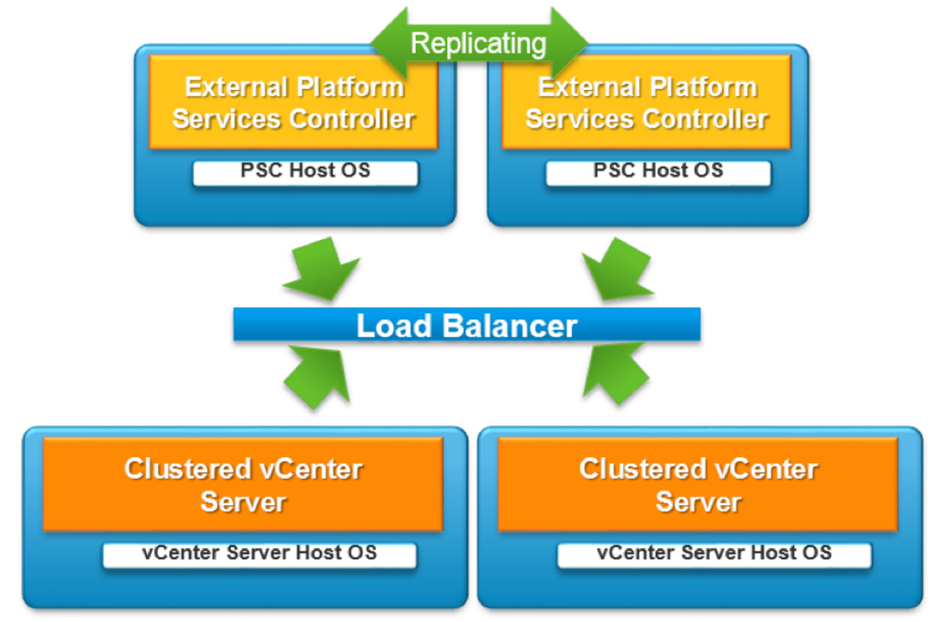 Replicating
External Platform
Services Controller
PSC Host OS
External Platform
Services Controller
PSC Host OS
Load Balancer
Clustered vCenter
Server
vCenter Server Host OS
Clustered vCenter
Server
vCenter Server Host OS